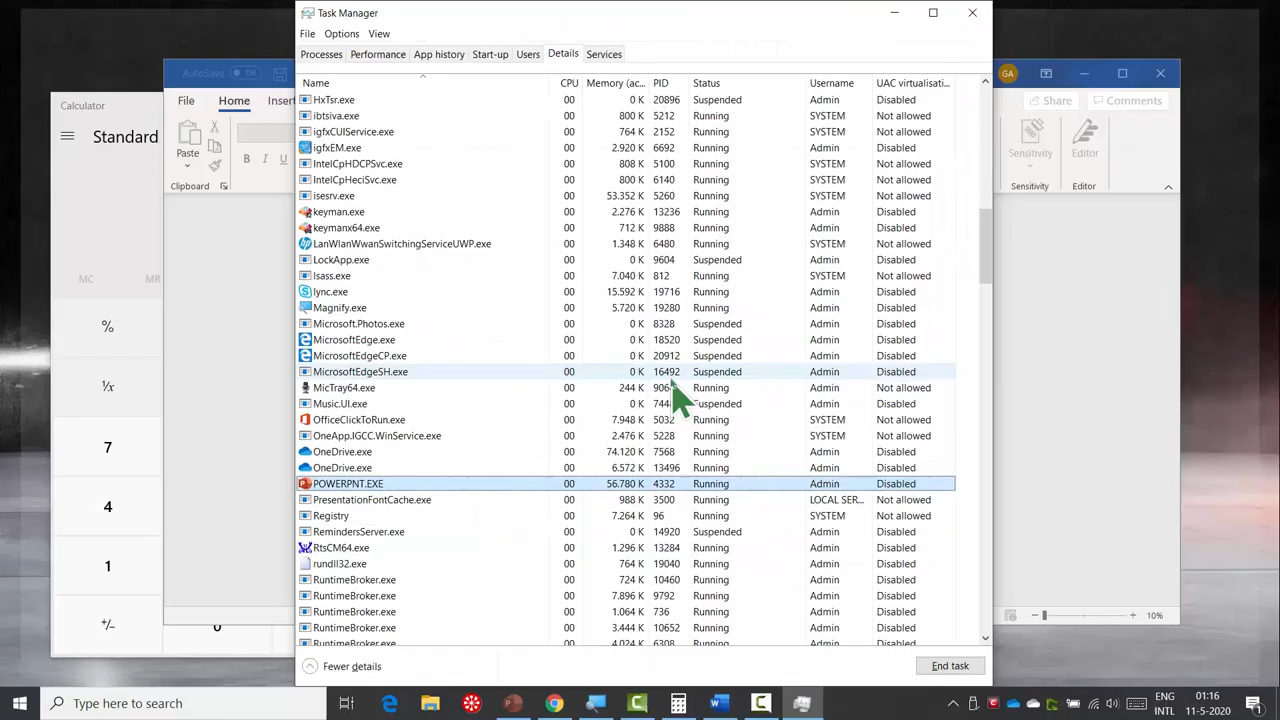 Task Manager
File Options View
Processes Performance App history Start-up Users Details Services
Name CPU Memory (ac... PID Status Username UAC virtualisati...
HxTsr.exe 00 0 K 20896 Suspended Admin Disabled
ibtsiva.exe 00 800 K 5212 Running SYSTEM Not allowed
igfxCUIService.exe 00 764 K 2152 Running SYSTEM Not allowed
igfxEM.exe 00 2.920 K 6692 Running Admin Disabled
IntelCpHDCPSvc.exe 00 808 K 5100 Running SYSTEM Not allowed
IntelCpHeciSvc.exe 00 800 K 6140 Running SYSTEM Not allowed
isesrv.exe 00 53.352 K 5260 Running SYSTEM Not allowed
keyman.exe 00 2.276 K 13236 Running Admin Disabled
keymanx64.exe 00 712 K 9888 Running Admin Disabled
LanWlanWwanSwitchingServiceUWP.exe 00 1.348 K 6480 Running SYSTEM Not allowed
LockApp.exe 00 0 K 9604 Suspended Admin Disabled
lsass.exe 00 7.040 K 812 Running SYSTEM Not allowed
lync.exe 00 15.592 K 19716 Running Admin Disabled
Magnify.exe 00 5.720 K 19280 Running Admin Disabled
Microsoft.Photos.exe 00 0 K 8328 Suspended Admin Disabled
MicrosoftEdge.exe 00 0 K 18520 Suspended Admin Disabled
MicrosoftEdgeCP.exe 00 0 K 20912 Suspended Admin Disabled
MicrosoftEdgeSH.exe 00 0 K 16492 Suspended Admin Disabled
MicTray64.exe 00 244 K Running Admin Not allowed
Music.UI.exe 00 0 K Suspended Admin Disabled
OfficeClickToRun.exe 00 7.948 K 5032 Running SYSTEM Not allowed
OneApp.IGCC.WinService.exe 00 2.476 K 5228 Running SYSTEM Not allowed
OneDrive.exe 00 74.120 K 7568 Running Admin Disabled
OneDrive.exe 00 6.572 K 13496 Running Admin Disabled
POWERPNT.EXE 00 56.780 K 4332 Running Admin Disabled
PresentationFontCache.exe 00 988 K 3500 Running LOCAL SER... Not allowed
Registry 00 7.264 K 96 Running SYSTEM Not allowed
RemindersServer.exe 00 0 K 14920 Suspended Admin Disabled
RtsCM64.exe 00 1.296 K 13284 Running Admin Disabled
rundll32.exe 00 764 K 19040 Running Admin Disabled
RuntimeBroker.exe 00 724 K 10460 Running Admin Disabled
RuntimeBroker.exe 00 7.896 K 9792 Running Admin Disabled
RuntimeBroker.exe 00 1.064 K 736 Running Admin Disabled
RuntimeBroker.exe 00 3.444 K 10652 Running Admin Disabled
RuntimeBroker.exe 00 4.024 K 6308 Running Admin Disabled
Fewer details End task
Calculator
Standard
MC MR
%
1/x
7
4
1
+/-
0
AutoSave Off
File Home Insert
Paste
B I U
Clipboard
GA
Share Comments
Sensitivity Editor
Sensitivity Editor
10%
Type here to search
ENG 01:16
INTL 11-5-2020 1